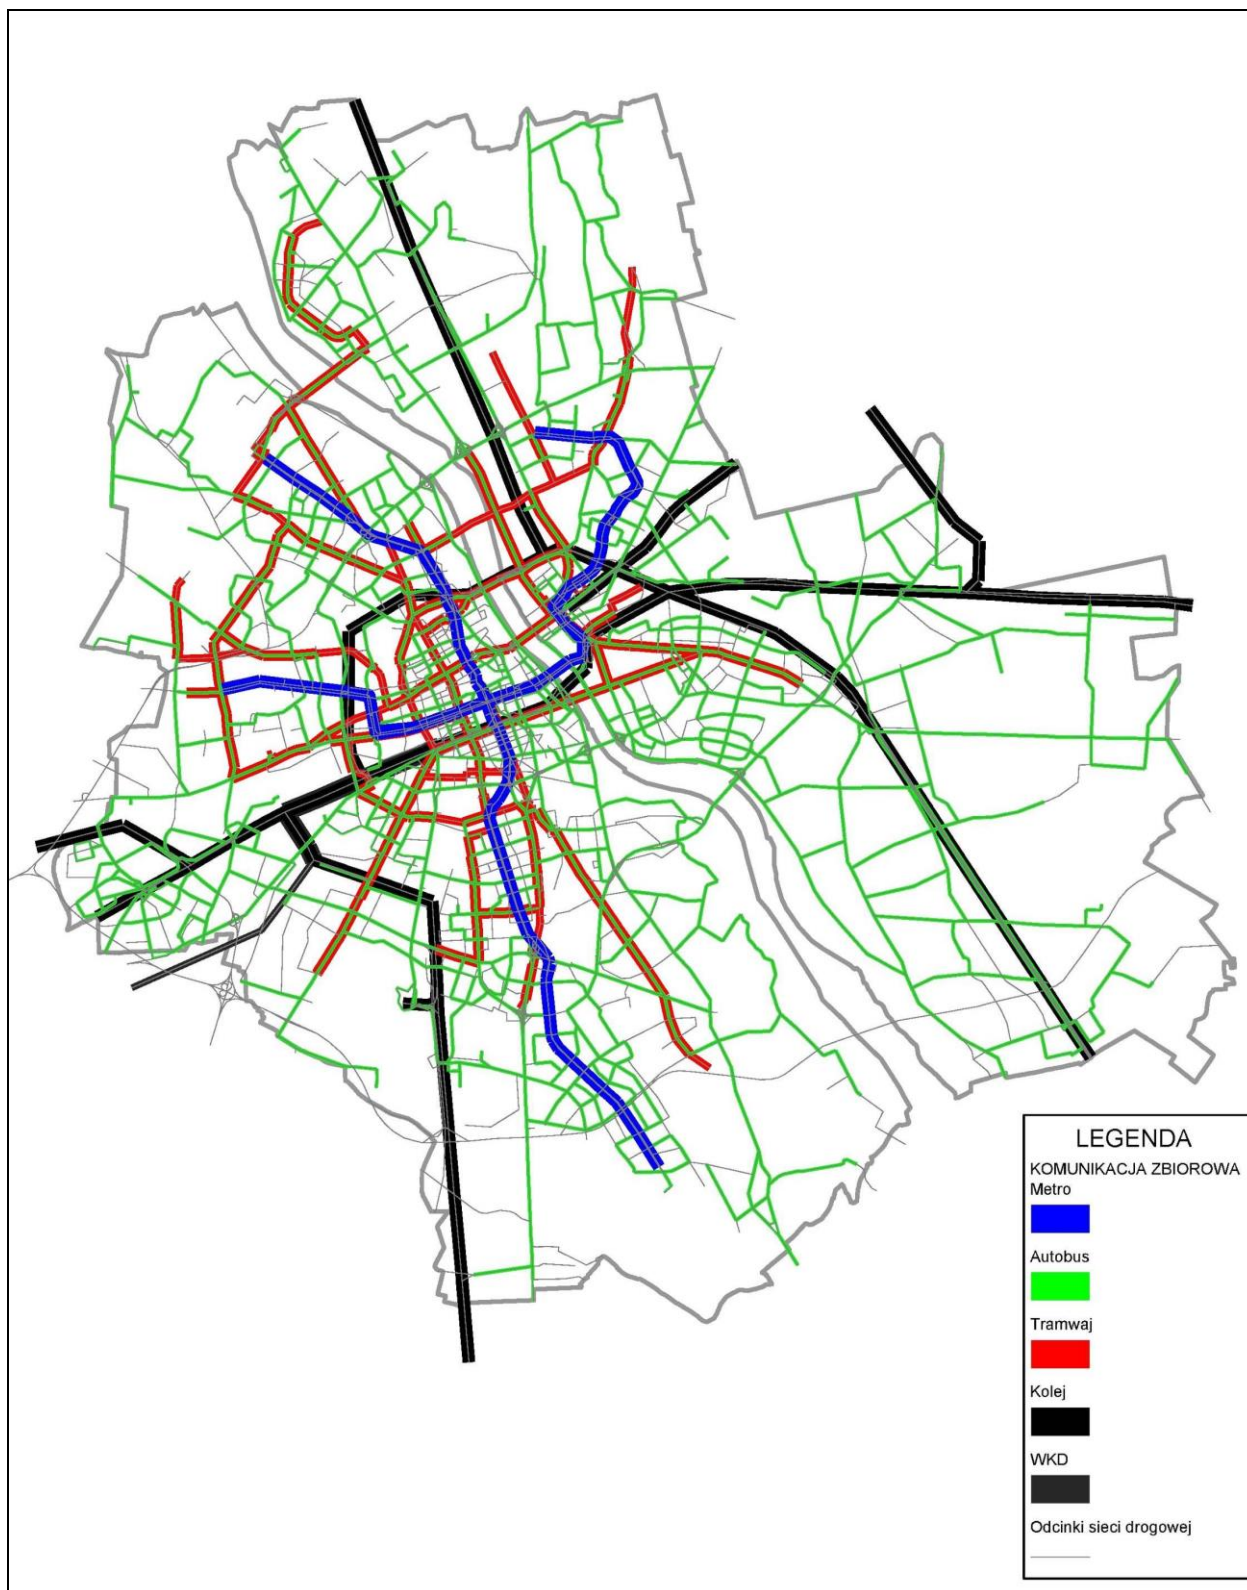 LEGENDA
KOMUNIKACJA ZBIOROWA
Metro
Autobus
Tramwaj
Kolej
WKD
Odcinki sieci drogowej